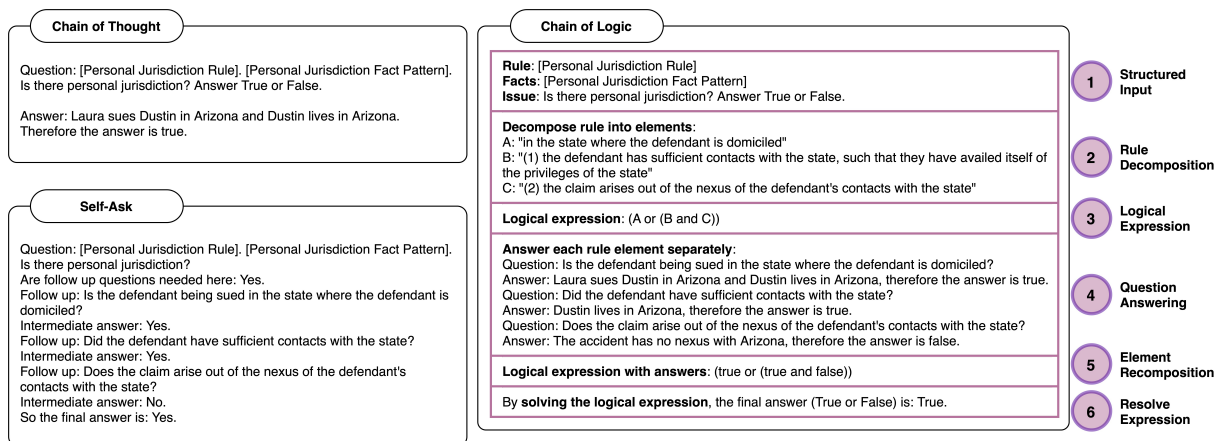 Chain of Thought
Question: [Personal Jurisdiction Rule]. [Personal Jurisdiction Fact Pattern].
Is there personal jurisdiction? Answer True or False.
Answer: Laura sues Dustin in Arizona and Dustin lives in Arizona.
Therefore the answer is true.
Self-Ask
Question: [Personal Jurisdiction Rule]. [Personal Jurisdiction Fact Pattern].
Is there personal jurisdiction?
Are follow up questions needed here: Yes.
Follow up: Is the defendant being sued in the state where the defendant is
domiciled?
Intermediate answer: Yes.
Follow up: Did the defendant have sufficient contacts with the state?
Intermediate answer: Yes.
Follow up: Does the claim arise out of the nexus of the defendant's
contacts with the state?
Intermediate answer: No.
So the final answer is: Yes.
Chain of Logic
Rule: [Personal Jurisdiction Rule]
Facts: [Personal Jurisdiction Fact Pattern]
Issue: Is there personal jurisdiction? Answer True or False.
1
Structured
Input
Decompose rule into elements:
A: "in the state where the defendant is domiciled"
B: "(1) the defendant has sufficient contacts with the state, such that they have availed itself of
the privileges of the state"
C: "(2) the claim arises out of the nexus of the defendant's contacts with the state"
2
Rule
Decomposition
Logical expression: (A or (B and C))
3
Logical
Expression
Answer each rule element separately:
Question: Is the defendant being sued in the state where the defendant is domiciled?
Answer: Laura sues Dustin in Arizona and Dustin lives in Arizona, therefore the answer is true.
Question: Did the defendant have sufficient contacts with the state?
Answer: Dustin lives in Arizona, therefore the answer is true.
Question: Does the claim arise out of the nexus of the defendant's contacts with the state?
Answer: The accident has no nexus with Arizona, therefore the answer is false.
4
Question
Answering
Logical expression with answers: (true or (true and false))
5
Element
Recomposition
By solving the logical expression, the final answer (True or False) is: True.
6
Resolve
Expression